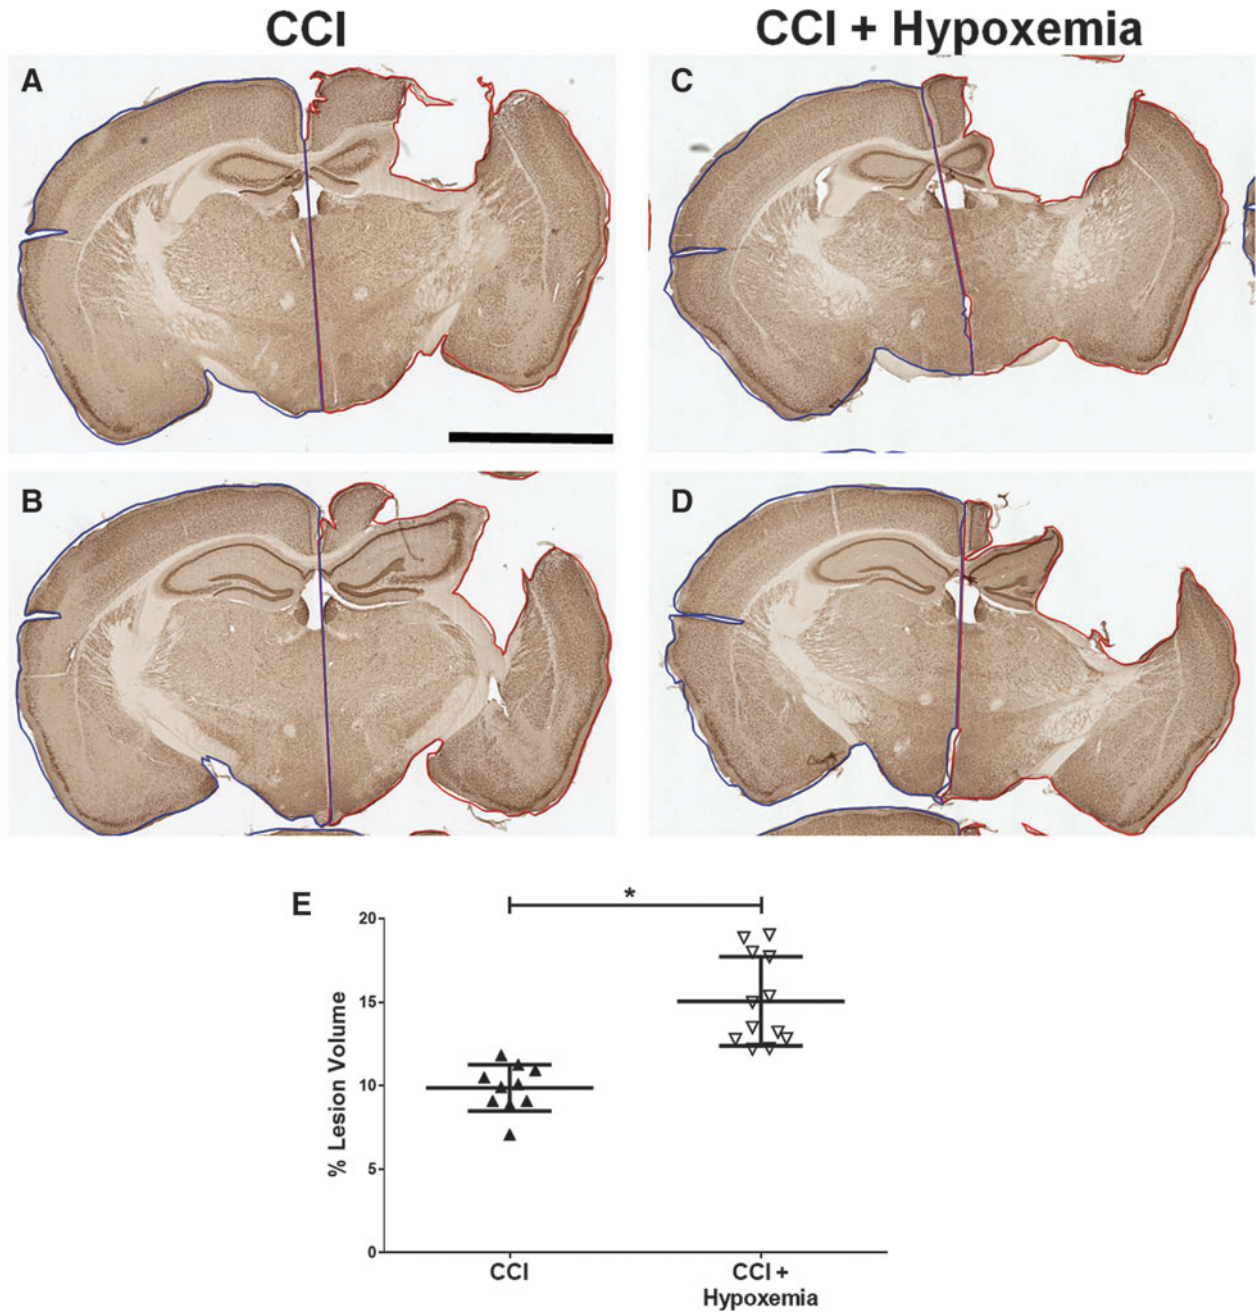 CCI
CCI + Hypoxemia
A
C
B
D
E
*
20
15
10
5
0
% Lesion Volume
CCI
CCI +
Hypoxemia